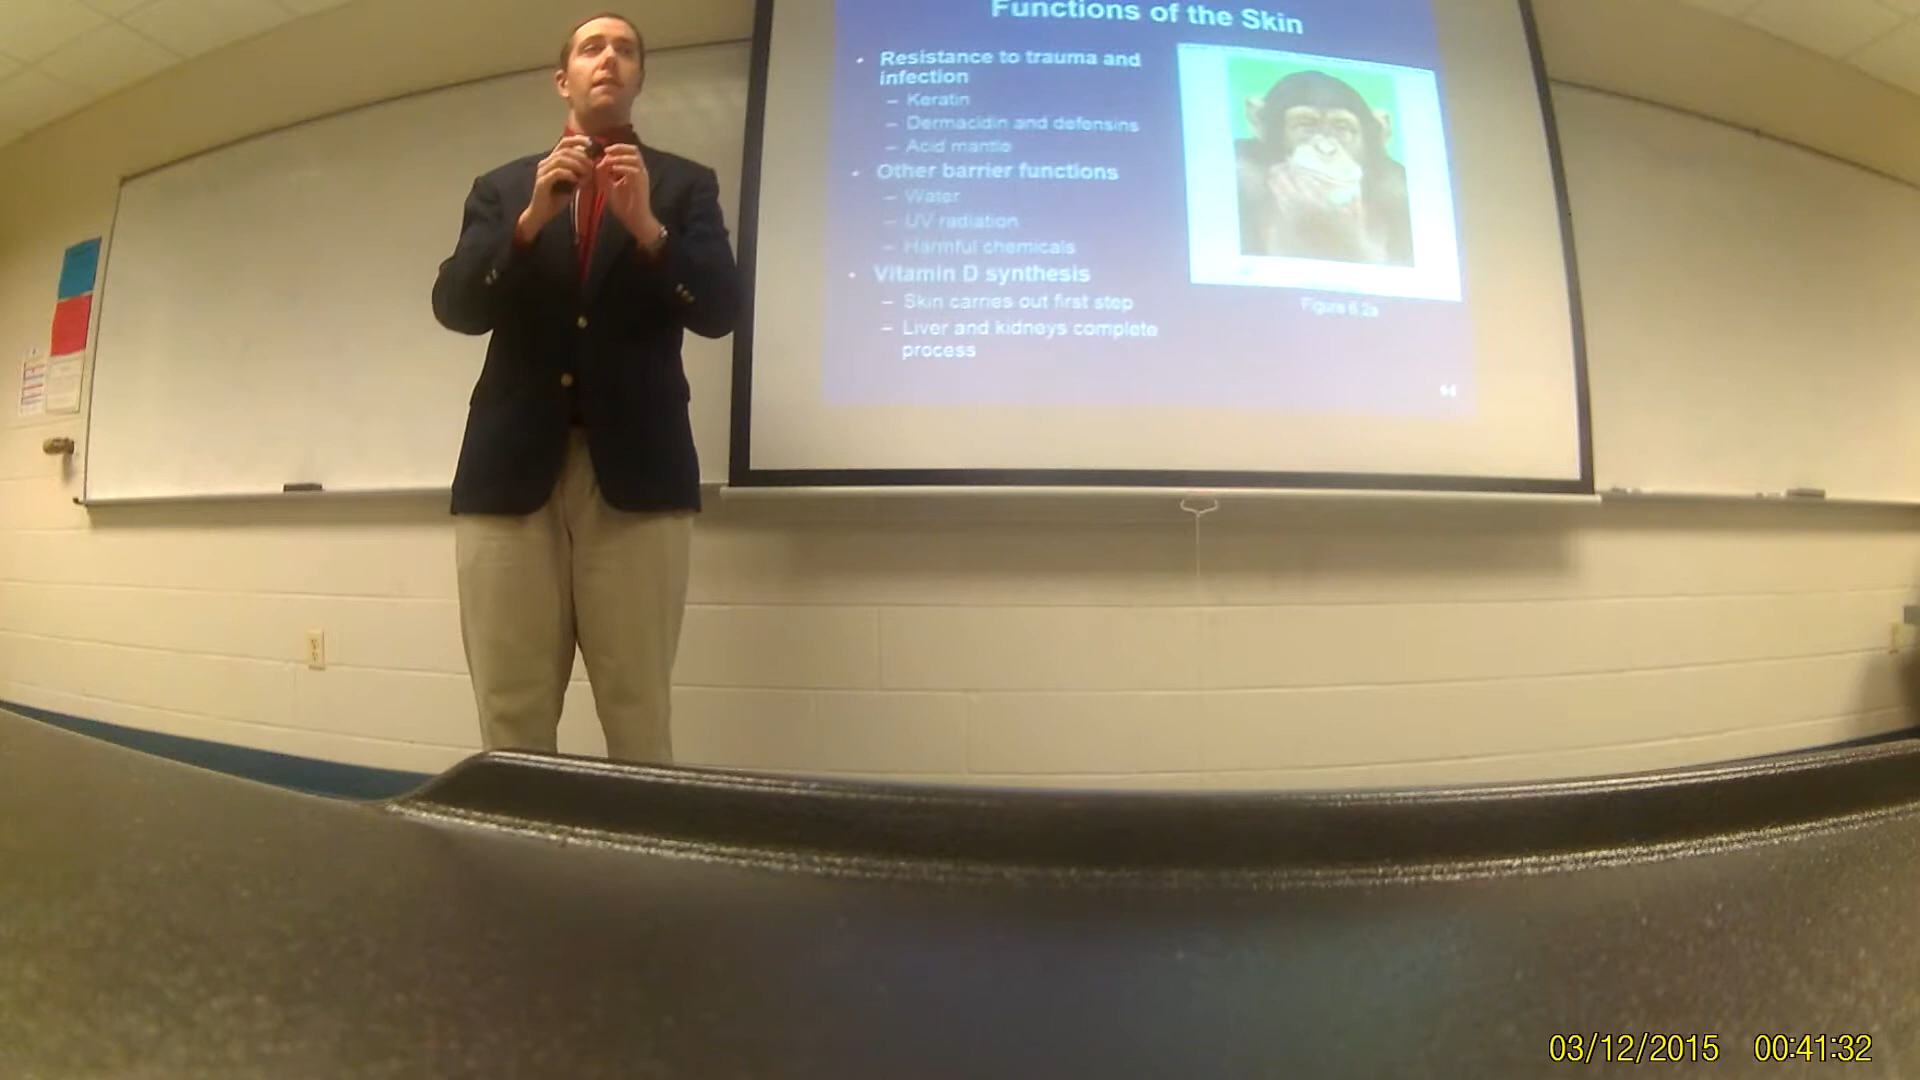 Functions of the Skin
• Resistance to trauma and
infection
– Keratin
– Dermacidin and defensins
– Acid mantle
• Other barrier functions
– Water
– UV radiation
– Harmful chemicals
• Vitamin D synthesis
– Skin carries out first step
– Liver and kidneys complete
process
Figure 6.2a
03/12/2015 00:41:32